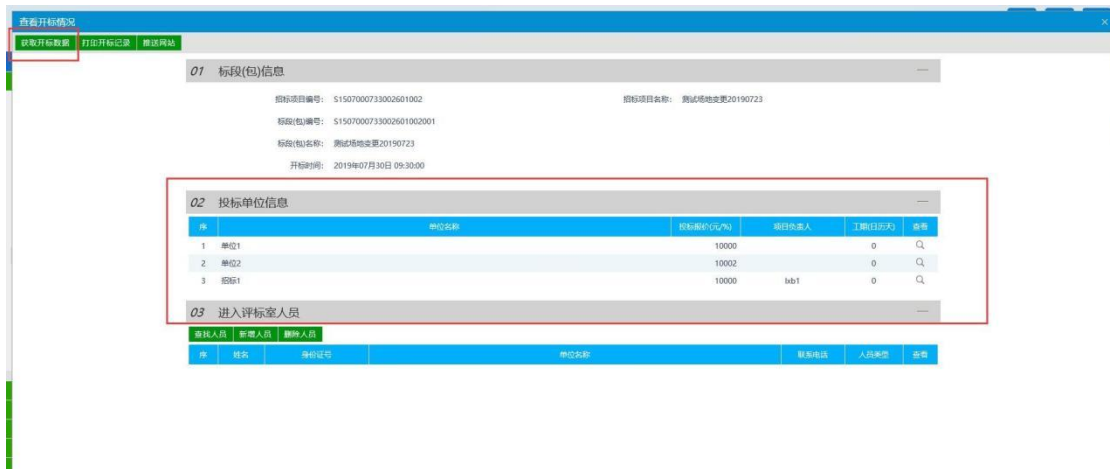 查看开标情况
获取开标数据 打印开标记录 推送网站
01 标段(包)信息
招标项目编号: S1507000733002601002 招标项目名称: 测试场地变更20190723
标段(包)编号: S1507000733002601002001
标段(包)名称: 测试场地变更20190723
开标时间: 2019年07月30日 09:30:00
02 投标单位信息
序 单位名称 投标报价(元/%) 项目负责人 工期(日历天) 查看
1 单位1 10000 0
2 单位2 10002 0
3 招标1 10000 lxb1 0
03 进入评标室人员
查找人员 新增人员 删除人员
序 姓名 身份证号 单位名称 联系电话 人员类型 查看